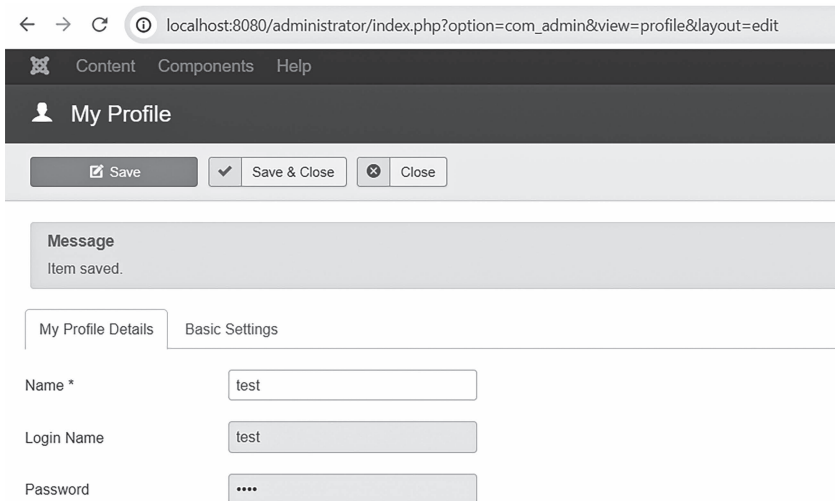 localhost:8080/administrator/index.php?option=com_admin&view=profile&layout=edit
Content Components Help
My Profile
Save Save & Close Close
Message
Item saved.
My Profile Details Basic Settings
Name * test
Login Name test
Password ••••